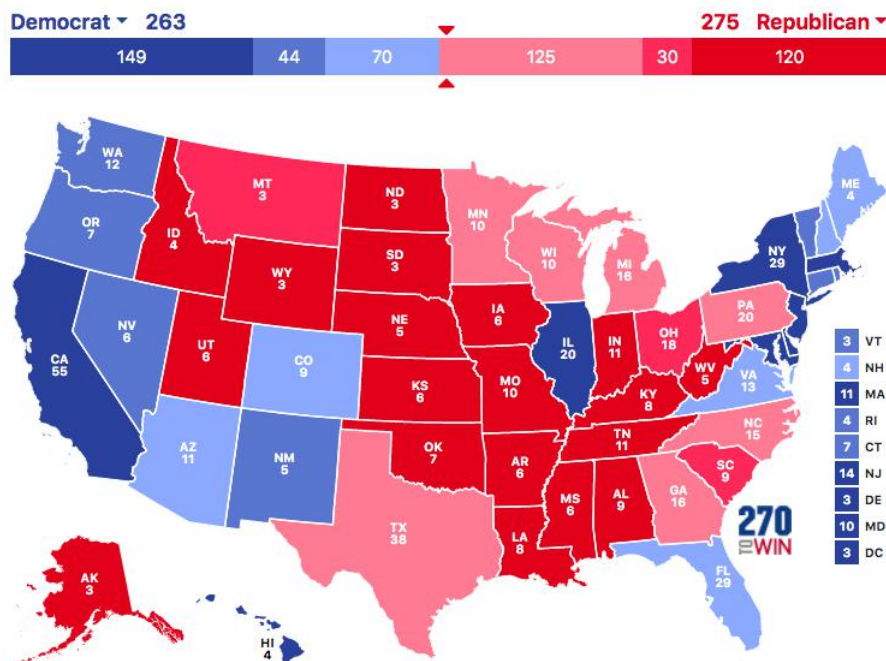 Democrat 263
275 Republican
149 44 70 125 30 120
WA
12
OR
7
CA
55
NV
6
ID
4
MT
3
WY
3
UT
6
CO
9
AZ
11
NM
5
ND
3
SD
3
NE
5
KS
6
OK
7
TX
38
MN
10
IA
6
MO
10
AR
6
LA
8
WI
10
IL
20
MI
16
IN
11
OH
18
KY
8
TN
11
MS
6
AL
9
GA
16
FL
29
SC
9
NC
15
VA
13
WV
5
PA
20
NY
29
ME
4
AK
3
HI
4
3 VT
4 NH
11 MA
4 RI
7 CT
14 NJ
3 DE
10 MD
3 DC
270
TO WIN